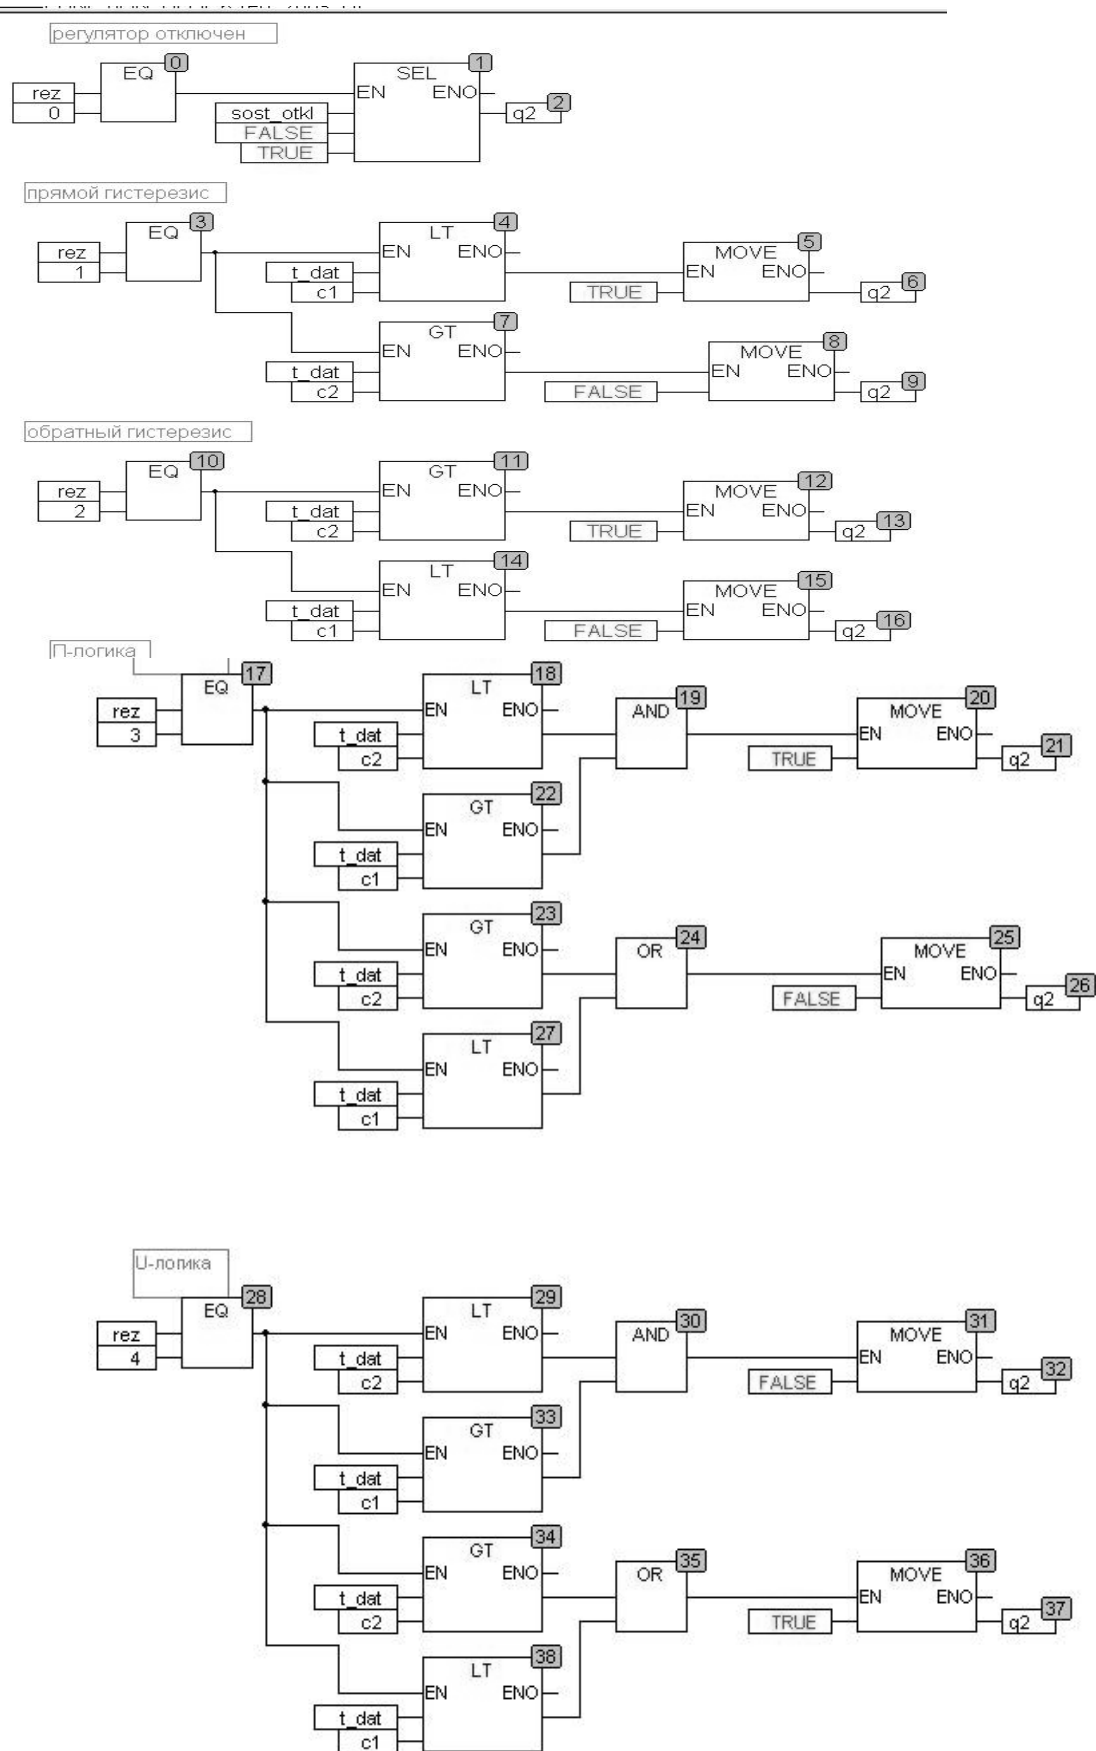 регулятор отключен
EQ 0
rez
0
SEL 1
EN ENO
sost_otkl
FALSE
TRUE
q2 2
прямой гистерезис
EQ 3
rez
1
LT 4
EN ENO
t_dat
c1
MOVE 5
EN ENO
TRUE
q2 6
GT 7
EN ENO
t_dat
c2
MOVE 8
EN ENO
FALSE
q2 9
обратный гистерезис
EQ 10
rez
2
GT 11
EN ENO
t_dat
c2
MOVE 12
EN ENO
TRUE
q2 13
LT 14
EN ENO
t_dat
c1
MOVE 15
EN ENO
FALSE
q2 16
П-логика
EQ 17
rez
3
LT 18
EN ENO
t_dat
c2
AND 19
MOVE 20
EN ENO
TRUE
q2 21
GT 22
EN ENO
t_dat
c1
GT 23
EN ENO
t_dat
c2
OR 24
MOVE 25
EN ENO
FALSE
q2 26
LT 27
EN ENO
t_dat
c1
U-логика
EQ 28
rez
4
LT 29
EN ENO
t_dat
c2
AND 30
MOVE 31
EN ENO
FALSE
q2 32
GT 33
EN ENO
t_dat
c1
GT 34
EN ENO
t_dat
c2
OR 35
MOVE 36
EN ENO
TRUE
q2 37
LT 38
EN ENO
t_dat
c1